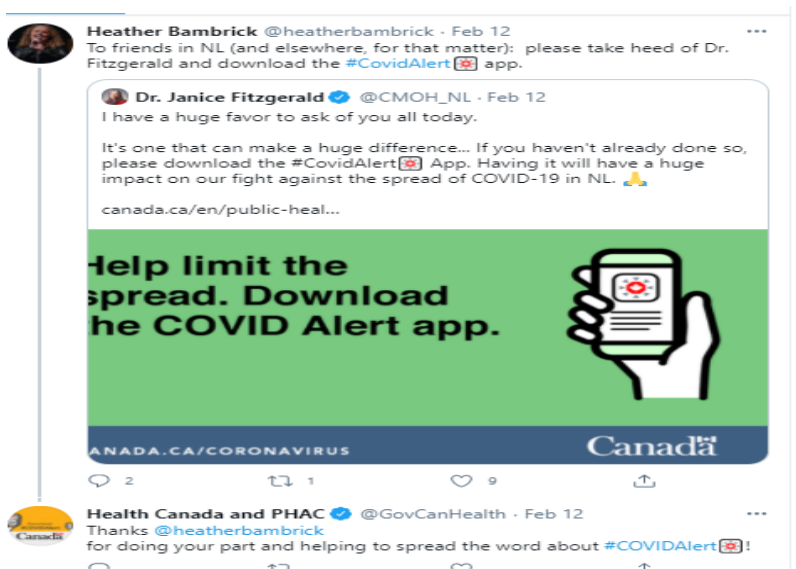 Heather Bambrick @heatherbambrick · Feb 12
To friends in NL (and elsewhere, for that matter): please take heed of Dr.
Fitzgerald and download the #CovidAlert app.
Dr. Janice Fitzgerald @CMOH_NL · Feb 12
I have a huge favor to ask of you all today.
It's one that can make a huge difference... If you haven't already done so,
please download the #CovidAlert App. Having it will have a huge
impact on our fight against the spread of COVID-19 in NL. 🙏
canada.ca/en/public-heal...
Help limit the
spread. Download
he COVID Alert app.
ANADA.CA/CORONAVIRUS
Canada
2 1 9
Health Canada and PHAC @GovCanHealth · Feb 12
Canada
Thanks @heatherbambrick
for doing your part and helping to spread the word about #COVIDAlert!